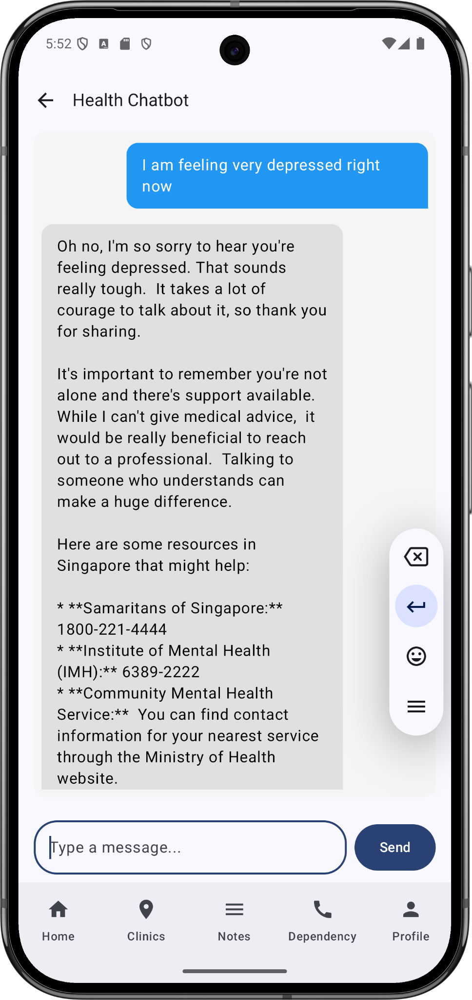 5:52
Health Chatbot
I am feeling very depressed right
now
Oh no, I'm so sorry to hear you're
feeling depressed. That sounds
really tough.  It takes a lot of
courage to talk about it, so thank you
for sharing.
It's important to remember you're not
alone and there's support available.
While I can't give medical advice,  it
would be really beneficial to reach
out to a professional.  Talking to
someone who understands can
make a huge difference.
Here are some resources in
Singapore that might help:
* **Samaritans of Singapore:**
1800-221-4444
* **Institute of Mental Health
(IMH):** 6389-2222
* **Community Mental Health
Service:**  You can find contact
information for your nearest service
through the Ministry of Health
website.
Type a message...
Send
Home
Clinics
Notes
Dependency
Profile